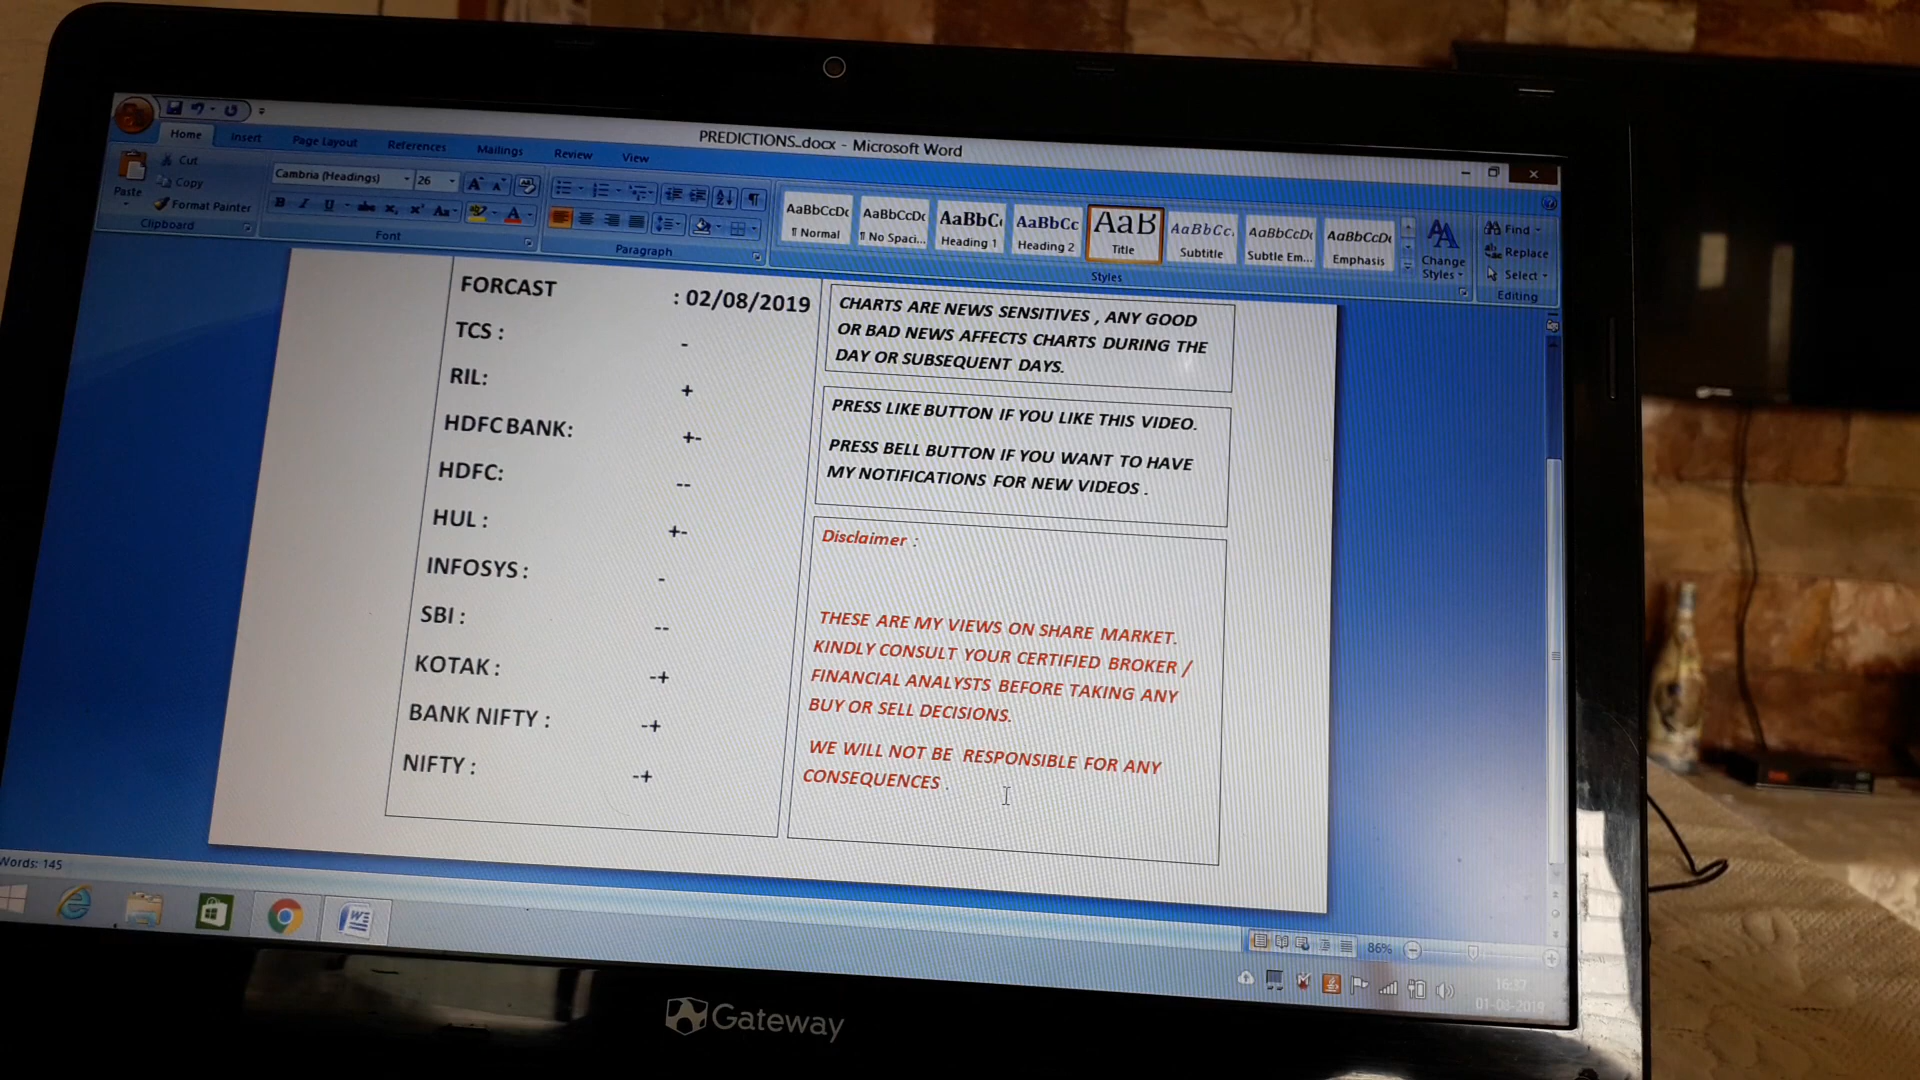 PREDICTIONS..docx - Microsoft Word
Home Insert Page Layout References Mailings Review View
Paste
Cut
Copy
Format Painter
Clipboard
Cambria (Headings) 26
Font
Paragraph
AaBbCcDc AaBbCcDc AaBbC AaBbCc AaB AaBbCc. AaBbCcDc AaBbCcDc
¶ Normal ¶ No Spaci... Heading 1 Heading 2 Title Subtitle Subtle Em... Emphasis
Styles
Change
Styles
Find
Replace
Select
Editing
FORCAST : 02/08/2019
TCS : -
RIL: +
HDFC BANK: +-
HDFC: --
HUL : +-
INFOSYS : -
SBI : --
KOTAK : -+
BANK NIFTY : -+
NIFTY : -+
CHARTS ARE NEWS SENSITIVES , ANY GOOD
OR BAD NEWS AFFECTS CHARTS DURING THE
DAY OR SUBSEQUENT DAYS.
PRESS LIKE BUTTON IF YOU LIKE THIS VIDEO.
PRESS BELL BUTTON IF YOU WANT TO HAVE
MY NOTIFICATIONS FOR NEW VIDEOS .
Disclaimer :
THESE ARE MY VIEWS ON SHARE MARKET.
KINDLY CONSULT YOUR CERTIFIED BROKER /
FINANCIAL ANALYSTS BEFORE TAKING ANY
BUY OR SELL DECISIONS.
WE WILL NOT BE RESPONSIBLE FOR ANY
CONSEQUENCES .
Words: 145
86%
16:37
01-08-2019
Gateway